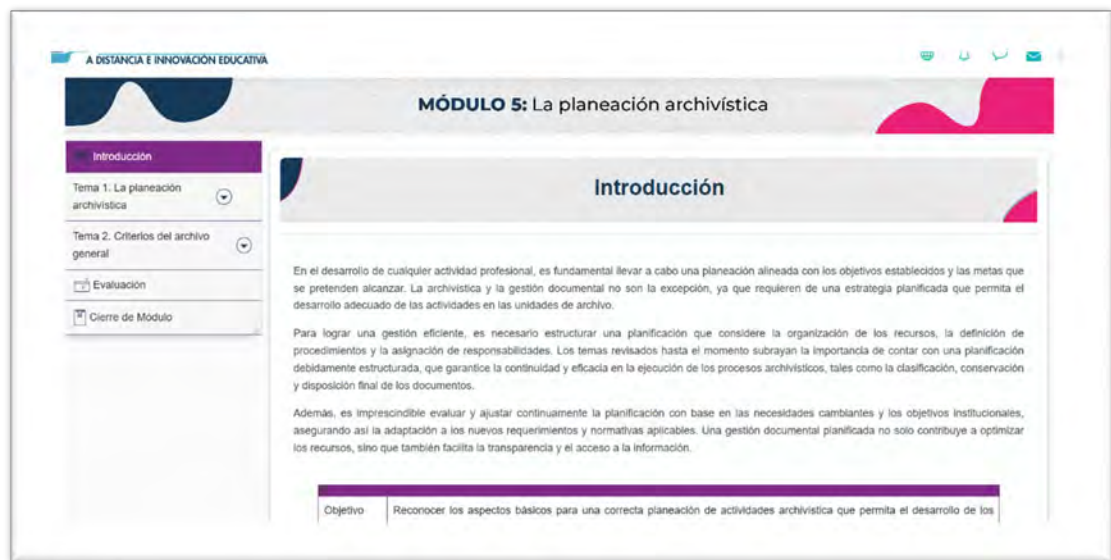 A DISTANCIA E INNOVACIÓN EDUCATIVA
MÓDULO 5: La planeación archivística
Introducción
Tema 1. La planeación
archivística
Tema 2. Criterios del archivo
general
Evaluación
Cierre de Módulo
Introducción
En el desarrollo de cualquier actividad profesional, es fundamental llevar a cabo una planeación alineada con los objetivos establecidos y las metas que
se pretenden alcanzar. La archivística y la gestión documental no son la excepción, ya que requieren de una estrategia planificada que permita el
desarrollo adecuado de las actividades en las unidades de archivo.
Para lograr una gestión eficiente, es necesario estructurar una planificación que considere la organización de los recursos, la definición de
procedimientos y la asignación de responsabilidades. Los temas revisados hasta el momento subrayan la importancia de contar con una planificación
debidamente estructurada, que garantice la continuidad y eficacia en la ejecución de los procesos archivísticos, tales como la clasificación, conservación
y disposición final de los documentos.
Además, es imprescindible evaluar y ajustar continuamente la planificación con base en las necesidades cambiantes y los objetivos institucionales,
asegurando así la adaptación a los nuevos requerimientos y normativas aplicables. Una gestión documental planificada no solo contribuye a optimizar
los recursos, sino que también facilita la transparencia y el acceso a la información.
Objetivo Reconocer los aspectos básicos para una correcta planeación de actividades archivística que permita el desarrollo de los